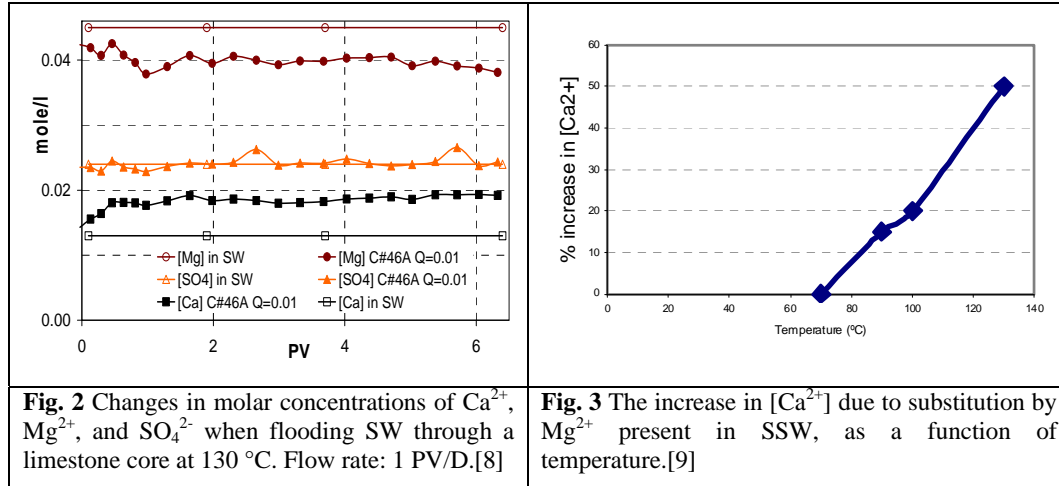 mole/l
0.04
0.02
0.00
[Mg] in SW
[Mg] C#46A Q=0.01
[SO4] in SW
[SO4] C#46A Q=0.01
[Ca] C#46A Q=0.01
[Ca] in SW
0 2 4 6
PV
% increase in [Ca2+]
60
50
40
30
20
10
0
0 20 40 60 80 100 120 140
Temperature (ºC)
Fig. 2 Changes in molar concentrations of Ca²⁺,
Mg²⁺, and SO₄²⁻ when flooding SW through a
limestone core at 130 °C. Flow rate: 1 PV/D.[8]
Fig. 3 The increase in [Ca²⁺] due to substitution by
Mg²⁺ present in SSW, as a function of
temperature.[9]